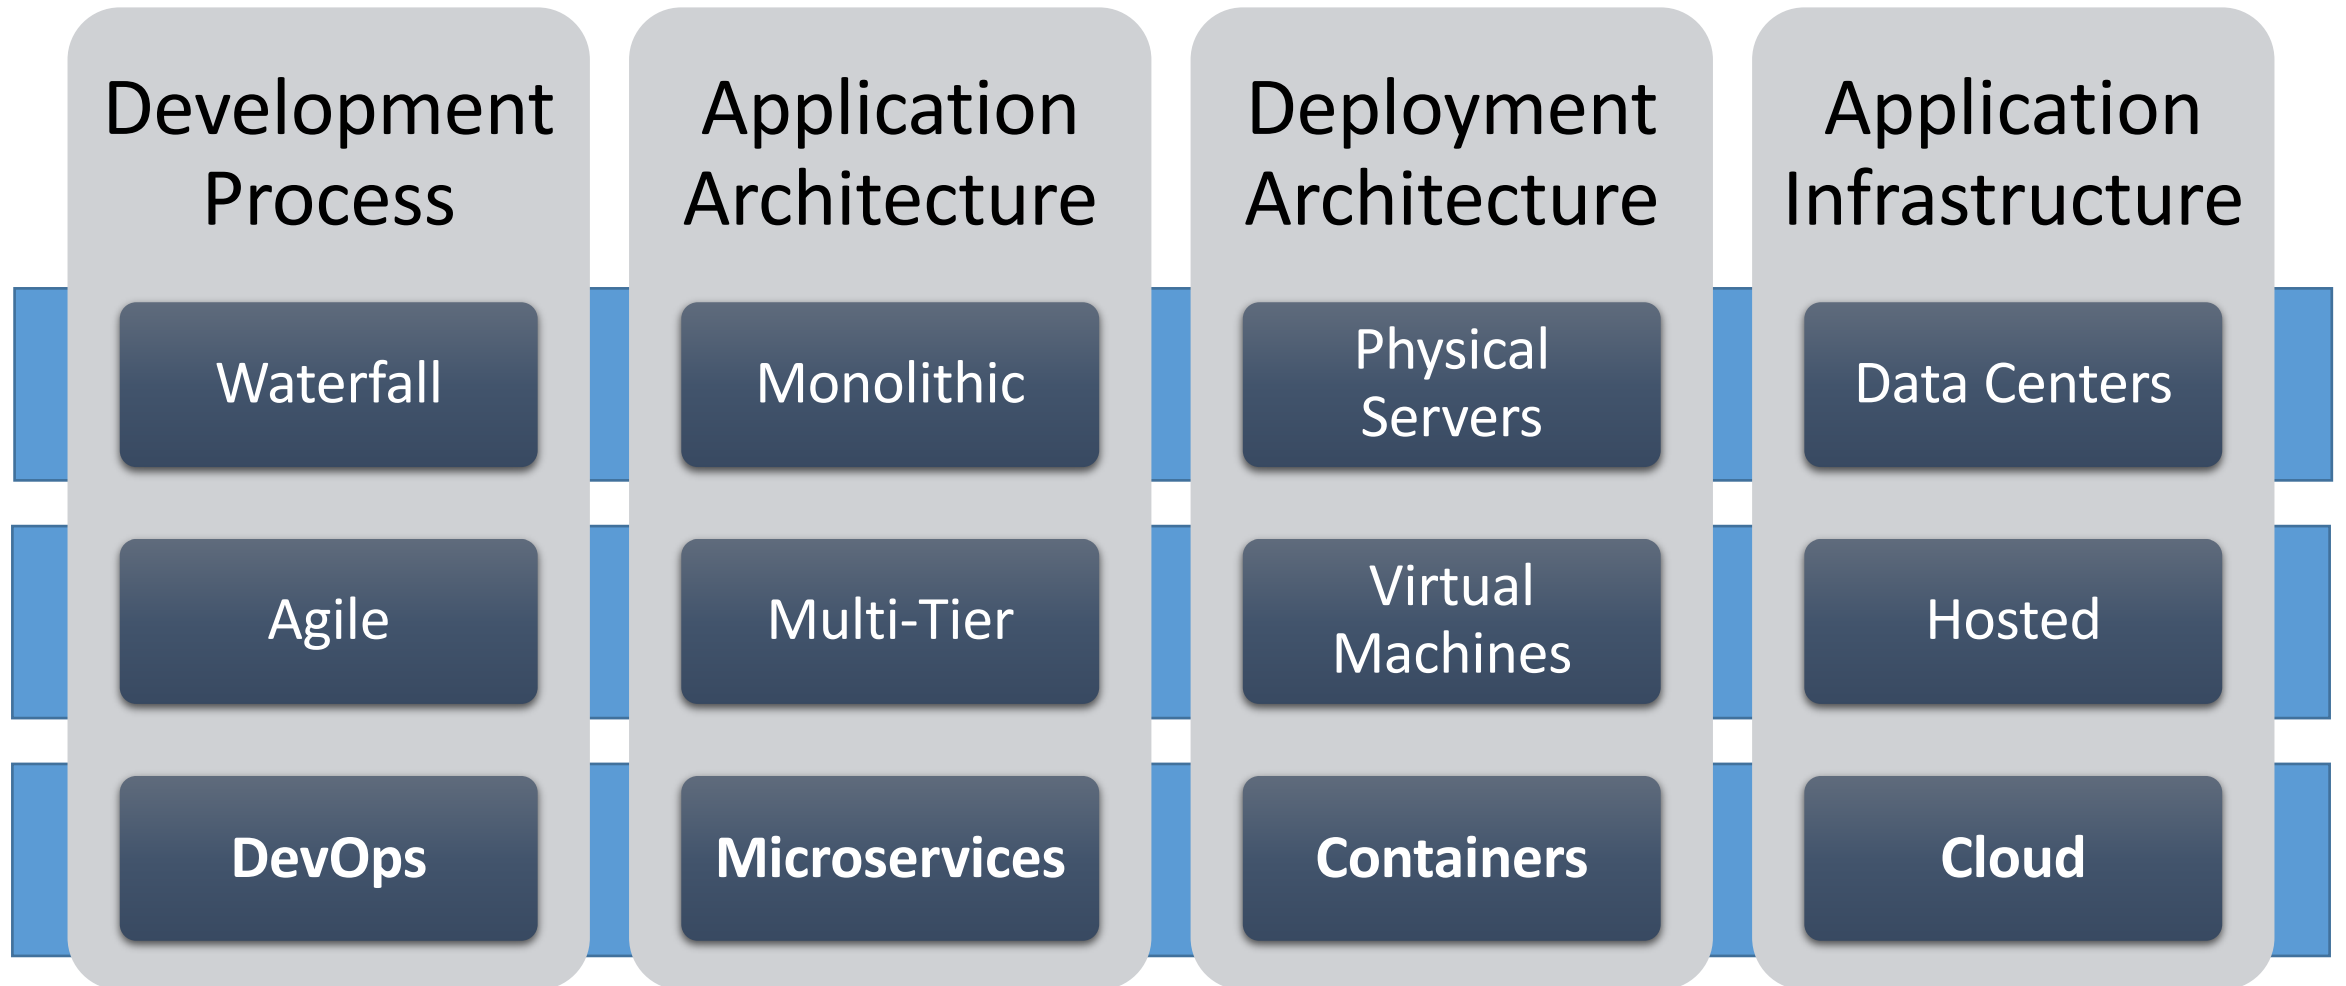 Development
Process
Application
Architecture
Deployment
Architecture
Application
Infrastructure
Waterfall
Monolithic
Physical
Servers
Data Centers
Agile
Multi-Tier
Virtual
Machines
Hosted
DevOps
Microservices
Containers
Cloud